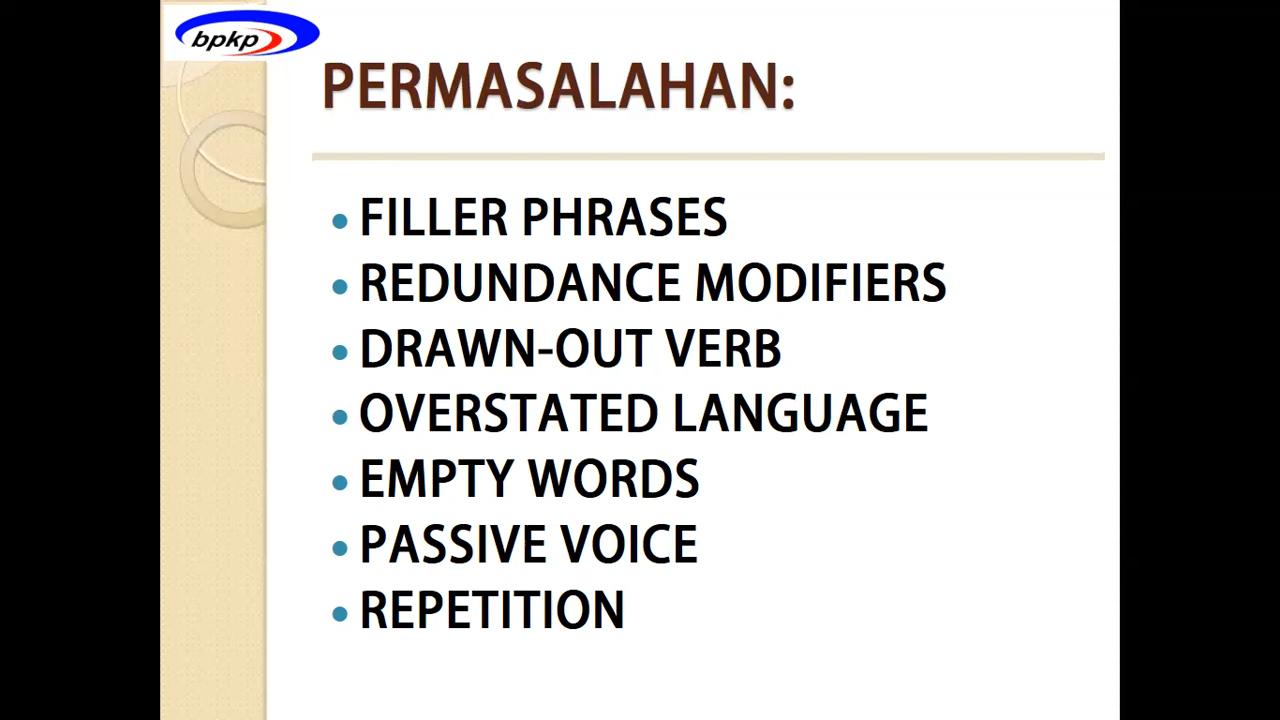 bpkp
PERMASALAHAN:
• FILLER PHRASES
• REDUNDANCE MODIFIERS
• DRAWN-OUT VERB
• OVERSTATED LANGUAGE
• EMPTY WORDS
• PASSIVE VOICE
• REPETITION